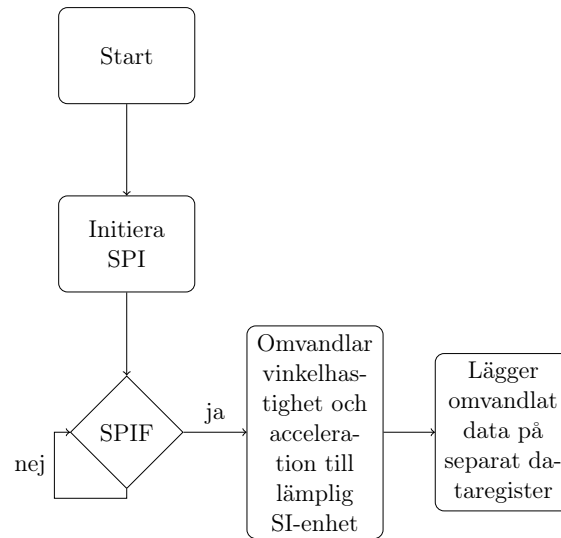 Start
Initiera
SPI
SPIF
ja
nej
Omvandlar
vinkelhas-
tighet och
accelera-
tion till
lämplig
SI-enhet
Lägger
omvandlat
data på
separat da-
taregister